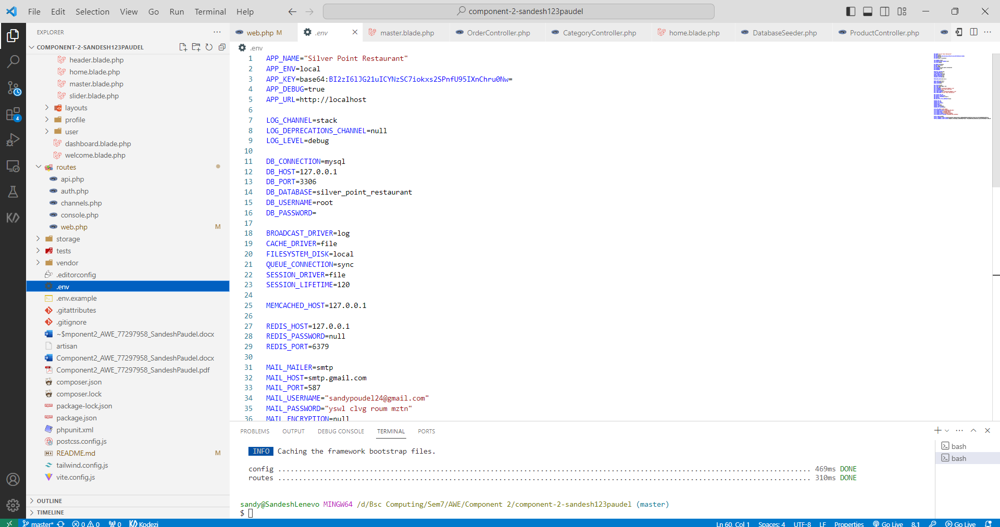 File Edit Selection View Go Run Terminal Help
component-2-sandesh123paudel
EXPLORER
web.php M
.env
master.blade.php
OrderController.php
CategoryController.php
home.blade.php
DatabaseSeeder.php
ProductController.php
COMPONENT-2-SANDESH123PAUDEL
header.blade.php
home.blade.php
master.blade.php
slider.blade.php
layouts
profile
user
dashboard.blade.php
welcome.blade.php
routes
api.php
auth.php
channels.php
console.php
web.php M
storage
tests
vendor
.editorconfig
.env
.env.example
.gitattributes
.gitignore
~$mponent2_AWE_77297958_SandeshPaudel.docx
artisan
Component2_AWE_77297958_SandeshPaudel.docx
Component2_AWE_77297958_SandeshPaudel.pdf
composer.json
composer.lock
package-lock.json
package.json
phpunit.xml
postcss.config.js
README.md M
tailwind.config.js
vite.config.js
OUTLINE
TIMELINE
4
.env
1 APP_NAME="Silver Point Restaurant"
2 APP_ENV=local
3 APP_KEY=base64:BI2zI6lJG21uICYNzSC7iokxs2SPnfU95IXnChru0Nw=
4 APP_DEBUG=true
5 APP_URL=http://localhost
6
7 LOG_CHANNEL=stack
8 LOG_DEPRECATIONS_CHANNEL=null
9 LOG_LEVEL=debug
10
11 DB_CONNECTION=mysql
12 DB_HOST=127.0.0.1
13 DB_PORT=3306
14 DB_DATABASE=silver_point_restaurant
15 DB_USERNAME=root
16 DB_PASSWORD=
17
18 BROADCAST_DRIVER=log
19 CACHE_DRIVER=file
20 FILESYSTEM_DISK=local
21 QUEUE_CONNECTION=sync
22 SESSION_DRIVER=file
23 SESSION_LIFETIME=120
24
25 MEMCACHED_HOST=127.0.0.1
26
27 REDIS_HOST=127.0.0.1
28 REDIS_PASSWORD=null
29 REDIS_PORT=6379
30
31 MAIL_MAILER=smtp
32 MAIL_HOST=smtp.gmail.com
33 MAIL_PORT=587
34 MAIL_USERNAME="sandypoudel24@gmail.com"
35 MAIL_PASSWORD="yswl clvg roum mztn"
36 MAIL_ENCRYPTION=null
PROBLEMS OUTPUT DEBUG CONSOLE TERMINAL PORTS
INFO Caching the framework bootstrap files.
config ........ 469ms DONE
routes ........ 310ms DONE
sandy@SandeshLenevo MINGW64 /d/Bsc Computing/Sem7/AWE/Component 2/component-2-sandesh123paudel (master)
$
bash
bash
master* 0 0 0 Kodezi
Ln 60, Col 1 Spaces: 4 UTF-8 LF Properties Go Live 8.1 Go Live